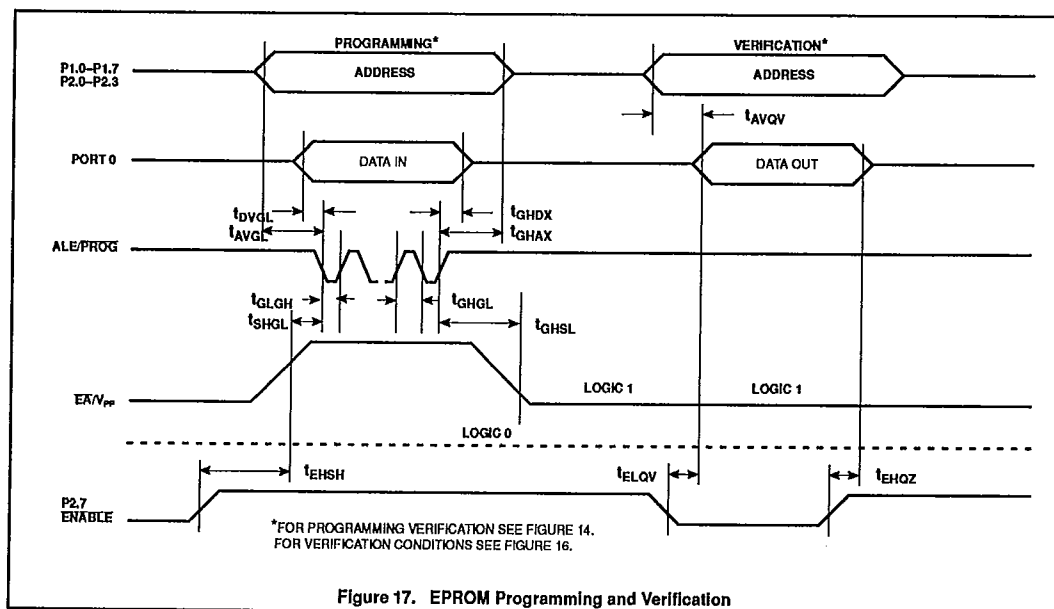 PROGRAMMING*
VERIFICATION*
P1.0–P1.7
P2.0–P2.3
ADDRESS
ADDRESS
tAVQV
PORT 0
DATA IN
DATA OUT
tDVGL
tGHDX
tAVGL
tGHAX
ALE/PROG
tGLGH
tGHGL
tSHGL
tGHSL
EA/VPP
LOGIC 1
LOGIC 1
LOGIC 0
tEHSH
tELQV
tEHQZ
P2,7
ENABLE
*FOR PROGRAMMING VERIFICATION SEE FIGURE 14.
FOR VERIFICATION CONDITIONS SEE FIGURE 16.
Figure 17. EPROM Programming and Verification